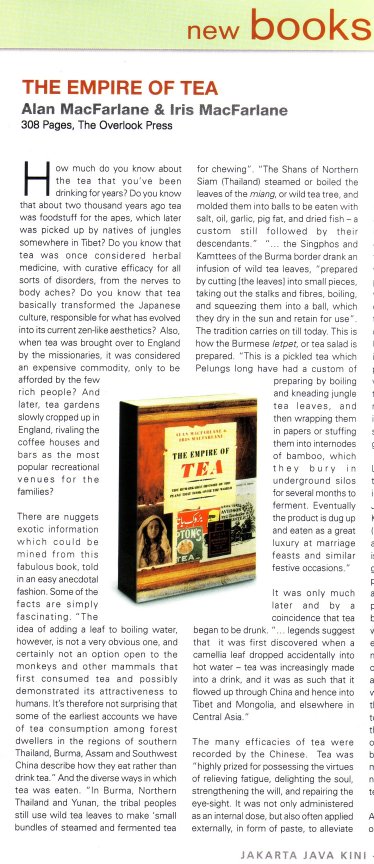 new books
THE EMPIRE OF TEA
Alan MacFarlane & Iris MacFarlane
308 Pages, The Overlook Press
How much do you know about
the tea that you've been
drinking for years? Do you know
that about two thousand years ago tea
was foodstuff for the apes, which later
was picked up by natives of jungles
somewhere in Tibet? Do you know that
tea was once considered herbal
medicine, with curative efficacy for all
sorts of disorders, from the nerves to
body aches? Do you know that tea
basically transformed the Japanese
culture, responsible for what has evolved
into its current zen-like aesthetics? Also,
when tea was brought over to England
by the missionaries, it was considered
an expensive commodity, only to be
afforded by the few
rich people? And
later, tea gardens
slowly cropped up in
England, rivaling the
coffee houses and
bars as the most
popular recreational
venues for the
families?
There are nuggets
exotic information
which could be
mined from this
fabulous book, told
in an easy anecdotal
fashion. Some of the
facts are simply
fascinating. "The
idea of adding a leaf to boiling water,
however, is not a very obvious one, and
certainly not an option open to the
monkeys and other mammals that
first consumed tea and possibly
demonstrated its attractiveness to
humans. It's therefore not surprising that
some of the earliest accounts we have
of tea consumption among forest
dwellers in the regions of southern
Thailand, Burma, Assam and Southwest
China describe how they eat rather than
drink tea." And the diverse ways in which
tea was eaten. "In Burma, Northern
Thailand and Yunan, the tribal peoples
still use wild tea leaves to make 'small
bundles of steamed and fermented tea
for chewing". "The Shans of Northern
Siam (Thailand) steamed or boiled the
leaves of the miang, or wild tea tree, and
molded them into balls to be eaten with
salt, oil, garlic, pig fat, and dried fish – a
custom still followed by their
descendants." "... the Singphos and
Kamttees of the Burma border drank an
infusion of wild tea leaves, "prepared
by cutting [the leaves] into small pieces,
taking out the stalks and fibres, boiling,
and squeezing them into a ball, which
they dry in the sun and retain for use".
The tradition carries on till today. This is
how the Burmese letpet, or tea salad is
prepared. "This is a pickled tea which
Pelungs long have had a custom of
preparing by boiling
and kneading jungle
tea leaves, and
then wrapping them
in papers or stuffing
them into internodes
of bamboo, which
they bury in
underground silos
for several months to
ferment. Eventually
the product is dug up
and eaten as a great
luxury at marriage
feasts and similar
festive occasions."
It was only much
later and by a
coincidence that tea
began to be drunk. "... legends suggest
that it was first discovered when a
camellia leaf dropped accidentally into
hot water – tea was increasingly made
into a drink, and it was as such that it
flowed up through China and hence into
Tibet and Mongolia, and elsewhere in
Central Asia."
The many efficacies of tea were
recorded by the Chinese. Tea was
"highly prized for possessing the virtues
of relieving fatigue, delighting the soul,
strengthening the will, and repairing the
eye-sight. It was not only administered
as an internal dose, but also often applied
externally, in form of paste, to alleviate
ALAN MACFARLANE
IRIS MACFARLANE
THE EMPIRE OF
TEA
THE REMARKABLE HISTORY OF THE
PLANT THAT TOOK OVER THE WORLD
JAKARTA JAVA KINI